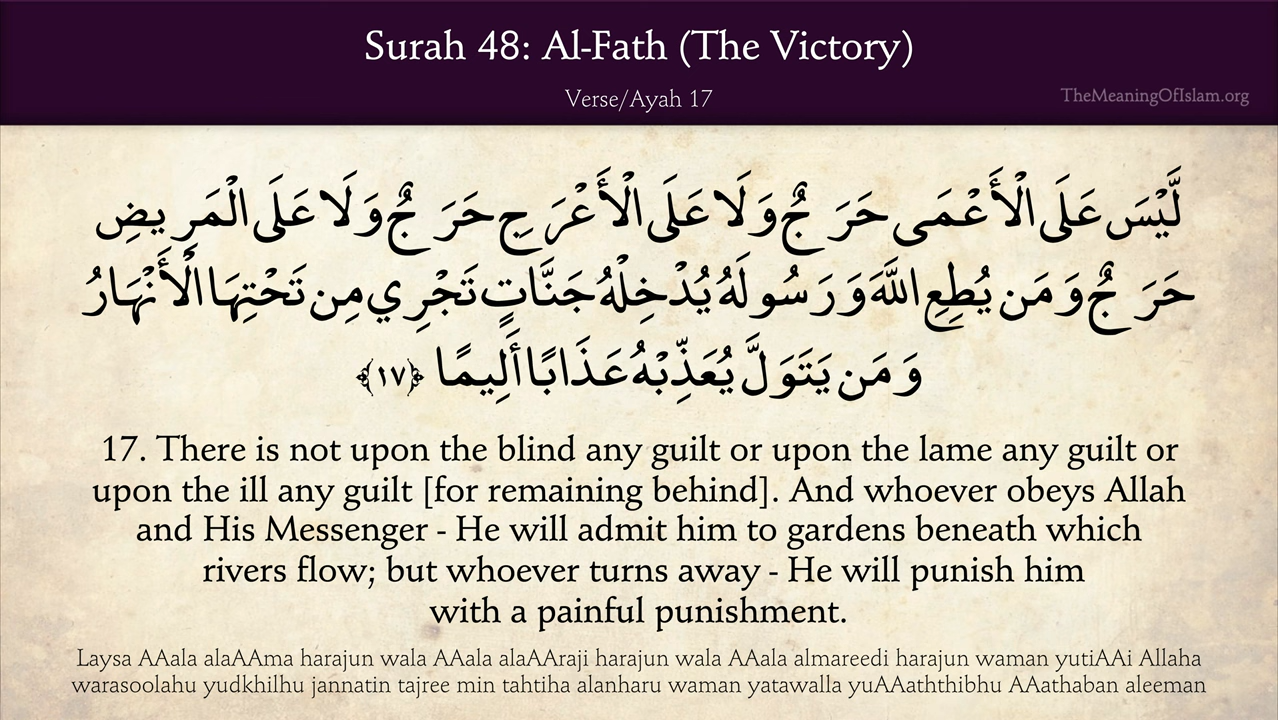 Surah 48: Al-Fath (The Victory)
Verse/Ayah 17
TheMeaningOfIslam.org
لَّيْسَ عَلَى الْأَعْمَى حَرَجٌ وَلَا عَلَى الْأَعْرَجِ حَرَجٌ وَلَا عَلَى الْمَرِيضِ
حَرَجٌ وَمَن يُطِعِ اللَّهَ وَرَسُولَهُ يُدْخِلْهُ جَنَّاتٍ تَجْرِي مِن تَحْتِهَا الْأَنْهَارُ
وَمَن يَتَوَلَّ يُعَذِّبْهُ عَذَابًا أَلِيمًا ﴿١٧﴾
17. There is not upon the blind any guilt or upon the lame any guilt or
upon the ill any guilt [for remaining behind]. And whoever obeys Allah
and His Messenger - He will admit him to gardens beneath which
rivers flow; but whoever turns away - He will punish him
with a painful punishment.
Laysa AAala alaAAma harajun wala AAala alaAAraji harajun wala AAala almareedi harajun waman yutiAAi Allaha
warasoolahu yudkhilhu jannatin tajree min tahtiha alanharu waman yatawalla yuAAaththibhu AAathaban aleeman